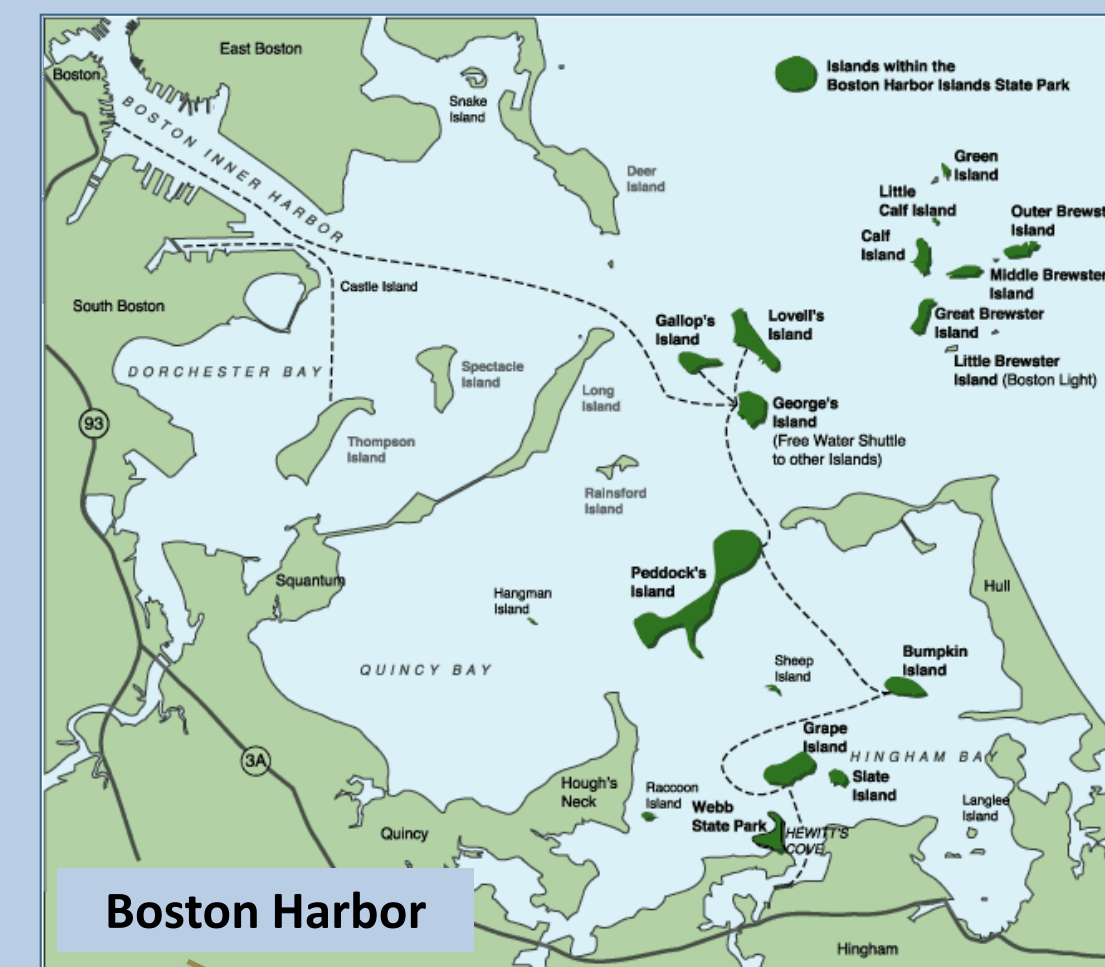 East Boston
Boston
Snake
Island
Islands within the
Boston Harbor Islands State Park
BOSTON INNER HARBOR
Deer
Island
Green
Island
Little
Calf Island
Outer Brewst
Island
Calf
Island
Middle Brewster
Island
Castle Island
South Boston
Gallop's
Island
Lovell's
Island
Great Brewster
Island
Little Brewster
Island (Boston Light)
DORCHESTER BAY
Spectacle
Island
Long
Island
George's
Island
(Free Water Shuttle
to other Islands)
93
Thompson
Island
Rainsford
Island
Squantum
Hangman
Island
Peddock's
Island
Hull
QUINCY BAY
Sheep
Island
Bumpkin
Island
Grape
Island
HINGHAM BAY
3A
Hough's
Neck
Raccoon
Island
Webb
State Park
Slate
Island
Langlee
Island
Quincy
HEWITT'S
COVE
Boston Harbor
Hingham